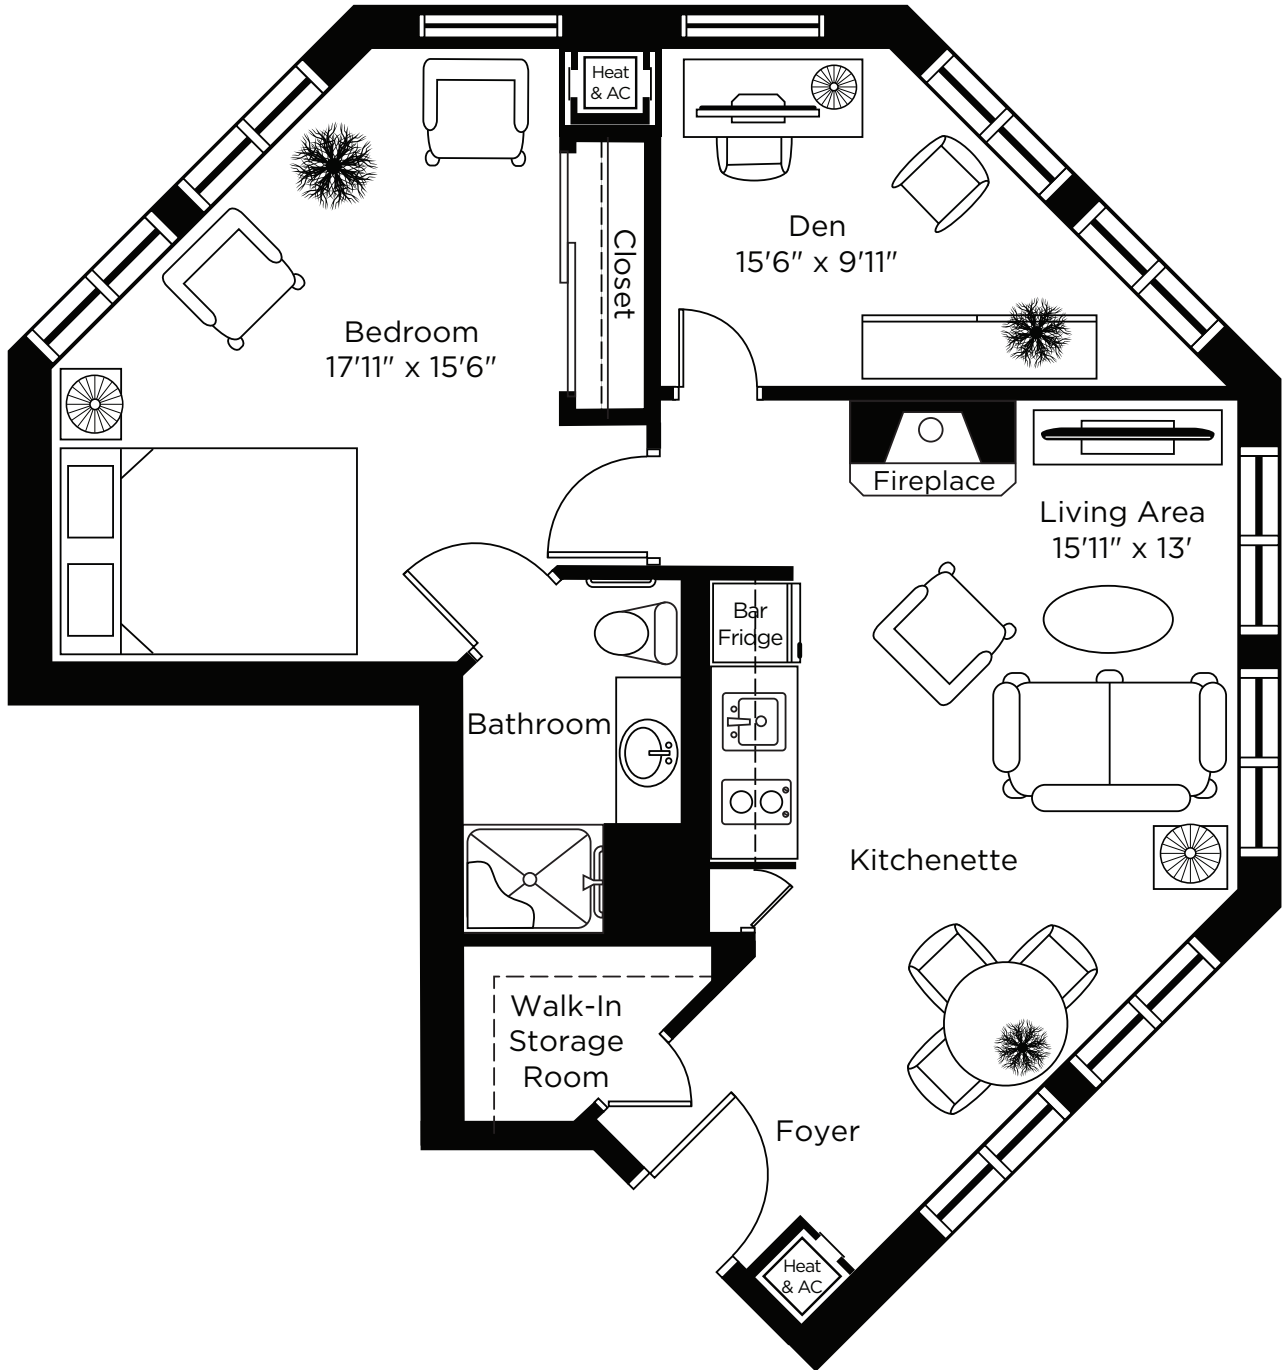 Heat
& AC
Den
15'6" x 9'11"
Closet
Bedroom
17'11" x 15'6"
Fireplace
Living Area
15'11" x 13'
Bar
Fridge
Bathroom
Kitchenette
Walk-In
Storage
Room
Foyer
Heat
& AC